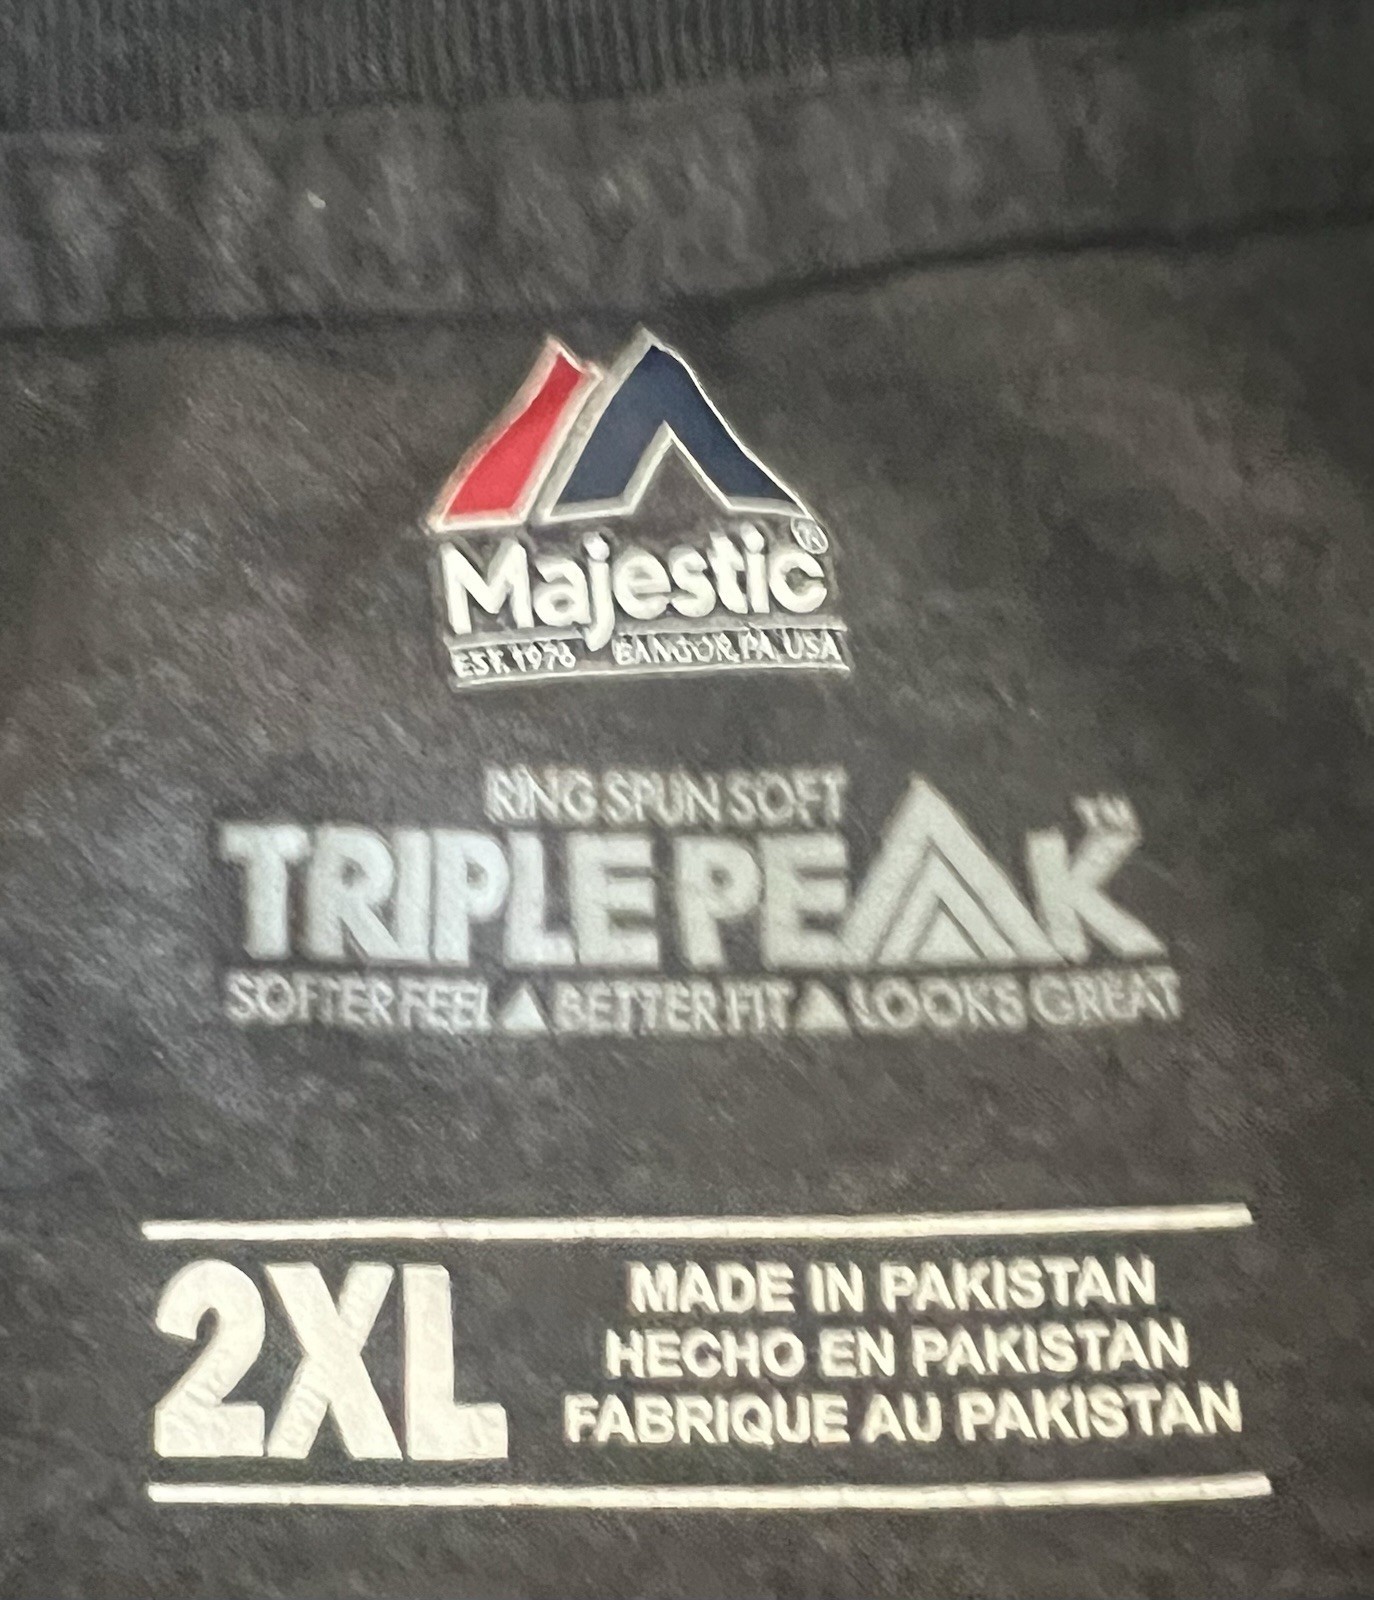 Majestic®
EST. 1976 BANGOR, PA, USA
RING SPUN SOFT
TRIPLE PEAK™
SOFTER FEEL ▲ BETTER FIT ▲ LOOKS GREAT
2XL
MADE IN PAKISTAN
HECHO EN PAKISTAN
FABRIQUE AU PAKISTAN